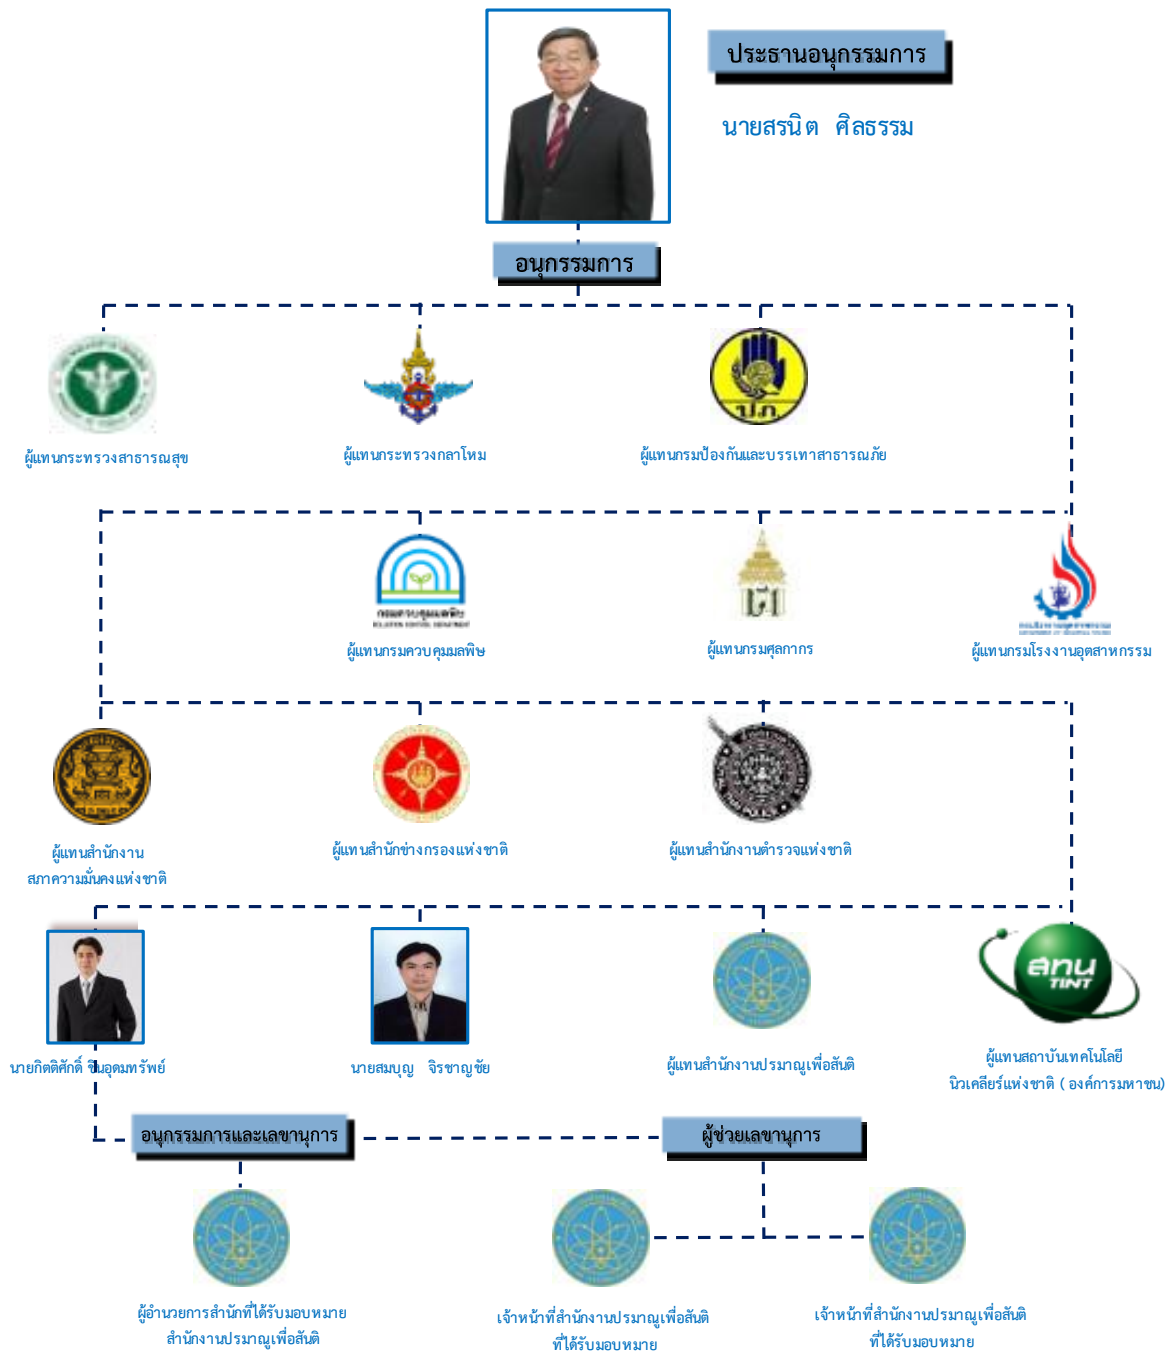 ประธานอนุกรรมการ
นายสรนิต ศิลธรรม
อนุกรรมการ
ผู้แทนกระทรวงสาธารณสุข
ผู้แทนกระทรวงกลาโหม
ผู้แทนกรมป้องกันและบรรเทาสาธารณภัย
ป.ภ.
กรมควบคุมมลพิษ
POLLUTION CONTROL DEPARTMENT
ผู้แทนกรมควบคุมมลพิษ
ผู้แทนกรมศุลกากร
ผู้แทนกรมโรงงานอุตสาหกรรม
ผู้แทนสำนักงาน
สภาความมั่นคงแห่งชาติ
ผู้แทนสำนักข่างกรองแห่งชาติ
ผู้แทนสำนักงานตำรวจแห่งชาติ
สทน
TINT
นายกิตติศักดิ์ ชินอุดมทรัพย์
นายสมบุญ จิรชาญชัย
ผู้แทนสำนักงานปรมาณูเพื่อสันติ
ผู้แทนสถาบันเทคโนโลยี
นิวเคลียร์แห่งชาติ ( องค์การมหาชน)
อนุกรรมการและเลขานุการ
ผู้ช่วยเลขานุการ
ผู้อำนวยการสำนักที่ได้รับมอบหมาย
สำนักงานปรมาณูเพื่อสันติ
เจ้าหน้าที่สำนักงานปรมาณูเพื่อสันติ
ที่ได้รับมอบหมาย
เจ้าหน้าที่สำนักงานปรมาณูเพื่อสันติ
ที่ได้รับมอบหมาย